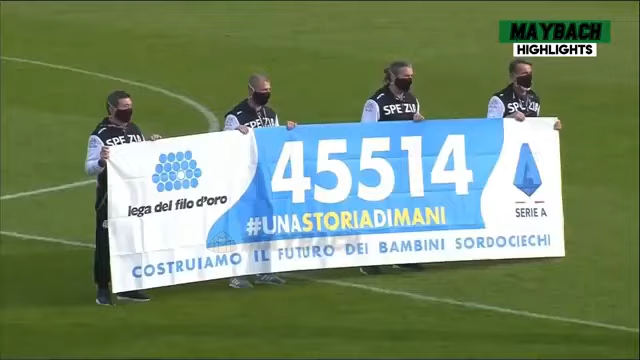 MAYBACH
HIGHLIGHTS
SPEZIA
SPEZIA
SPEZIA
SPEZIA
lega del filo d'oro
45514
#UNASTORIADIMANI
SERIE A
COSTRUIAMO IL FUTURO DEI BAMBINI SORDOCIECHI